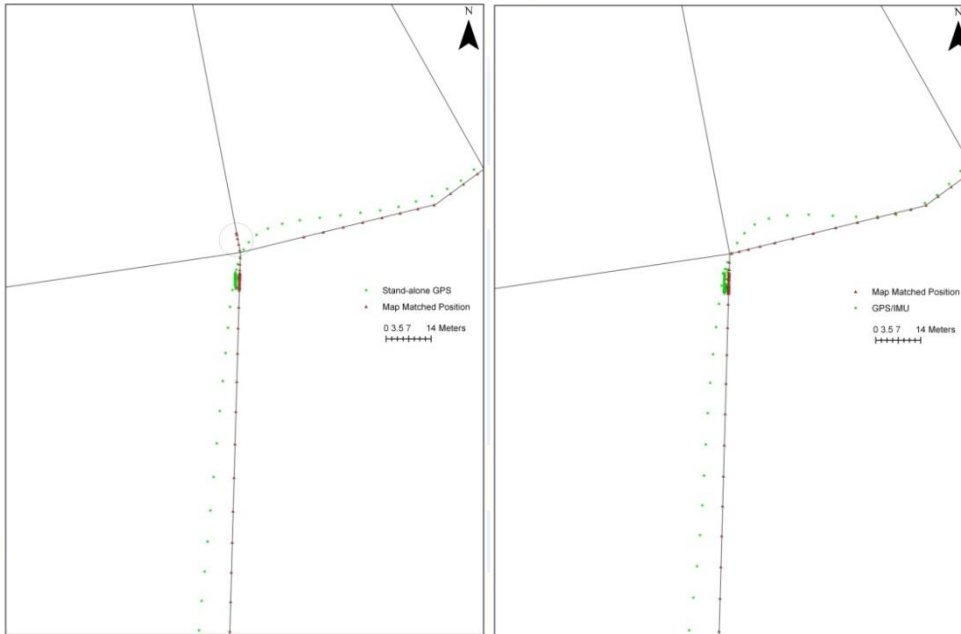 N
Stand-alone GPS
Map Matched Position
0 3.5 7 14 Meters
N
Map Matched Position
GPS/IMU
0 3.5 7 14 Meters